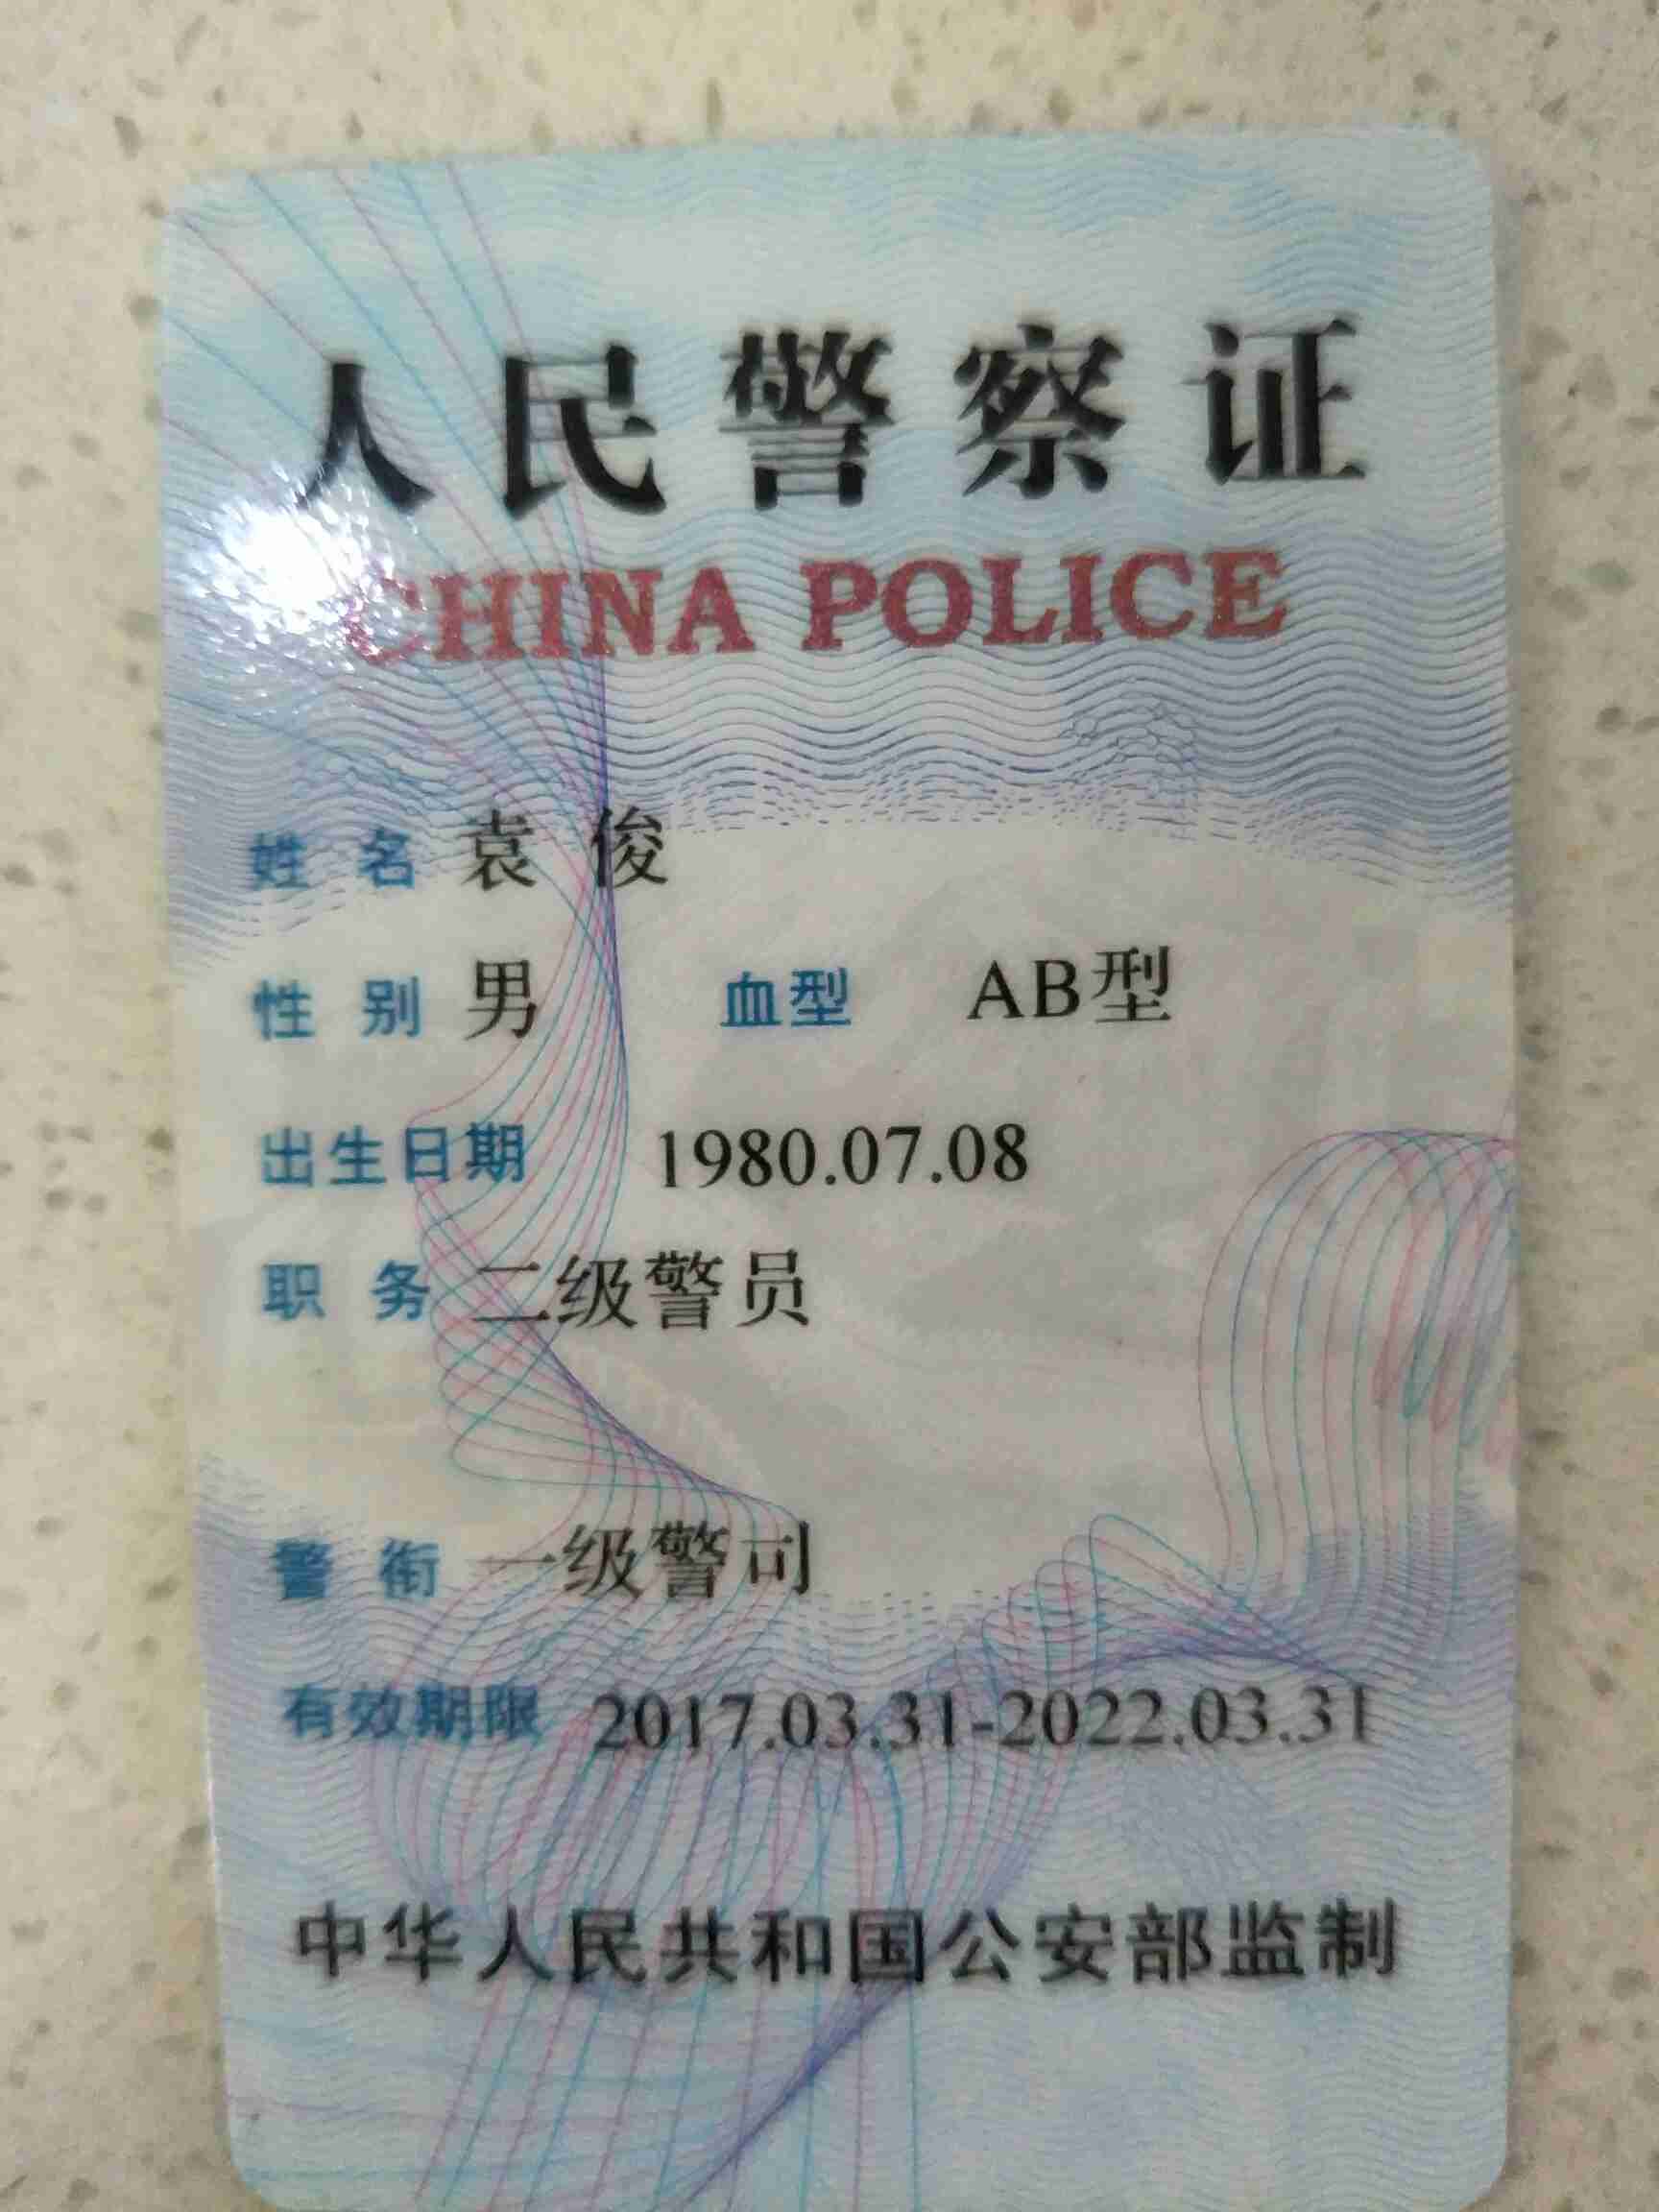 人民警察证
CHINA POLICE
姓 名 袁 俊
性 别 男 血型 AB型
出生日期 1980.07.08
职 务 二级警员
警 衔 一级警司
有效期限 2017.03.31-2022.03.31
中华人民共和国公安部监制